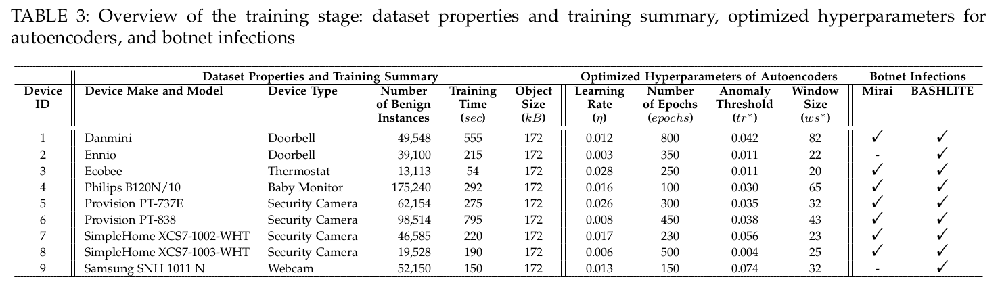 TABLE 3: Overview of the training stage: dataset properties and training summary, optimized hyperparameters for
autoencoders, and botnet infections
Dataset Properties and Training Summary Optimized Hyperparameters of Autoencoders Botnet Infections
Device Device Make and Model Device Type Number Training Object Learning Number Anomaly Window Mirai BASHLITE
ID of Benign Time Size Rate of Epochs Threshold Size
Instances (sec) (kB) (η) (epochs) (tr*) (ws*)
1 Danmini Doorbell 49,548 555 172 0.012 800 0.042 82 ✓ ✓
2 Ennio Doorbell 39,100 215 172 0.003 350 0.011 22 - ✓
3 Ecobee Thermostat 13,113 54 172 0.028 250 0.011 20 ✓ ✓
4 Philips B120N/10 Baby Monitor 175,240 292 172 0.016 100 0.030 65 ✓ ✓
5 Provision PT-737E Security Camera 62,154 275 172 0.026 300 0.035 32 ✓ ✓
6 Provision PT-838 Security Camera 98,514 795 172 0.008 450 0.038 43 ✓ ✓
7 SimpleHome XCS7-1002-WHT Security Camera 46,585 220 172 0.017 230 0.056 23 ✓ ✓
8 SimpleHome XCS7-1003-WHT Security Camera 19,528 190 172 0.006 500 0.004 25 ✓ ✓
9 Samsung SNH 1011 N Webcam 52,150 150 172 0.013 150 0.074 32 - ✓